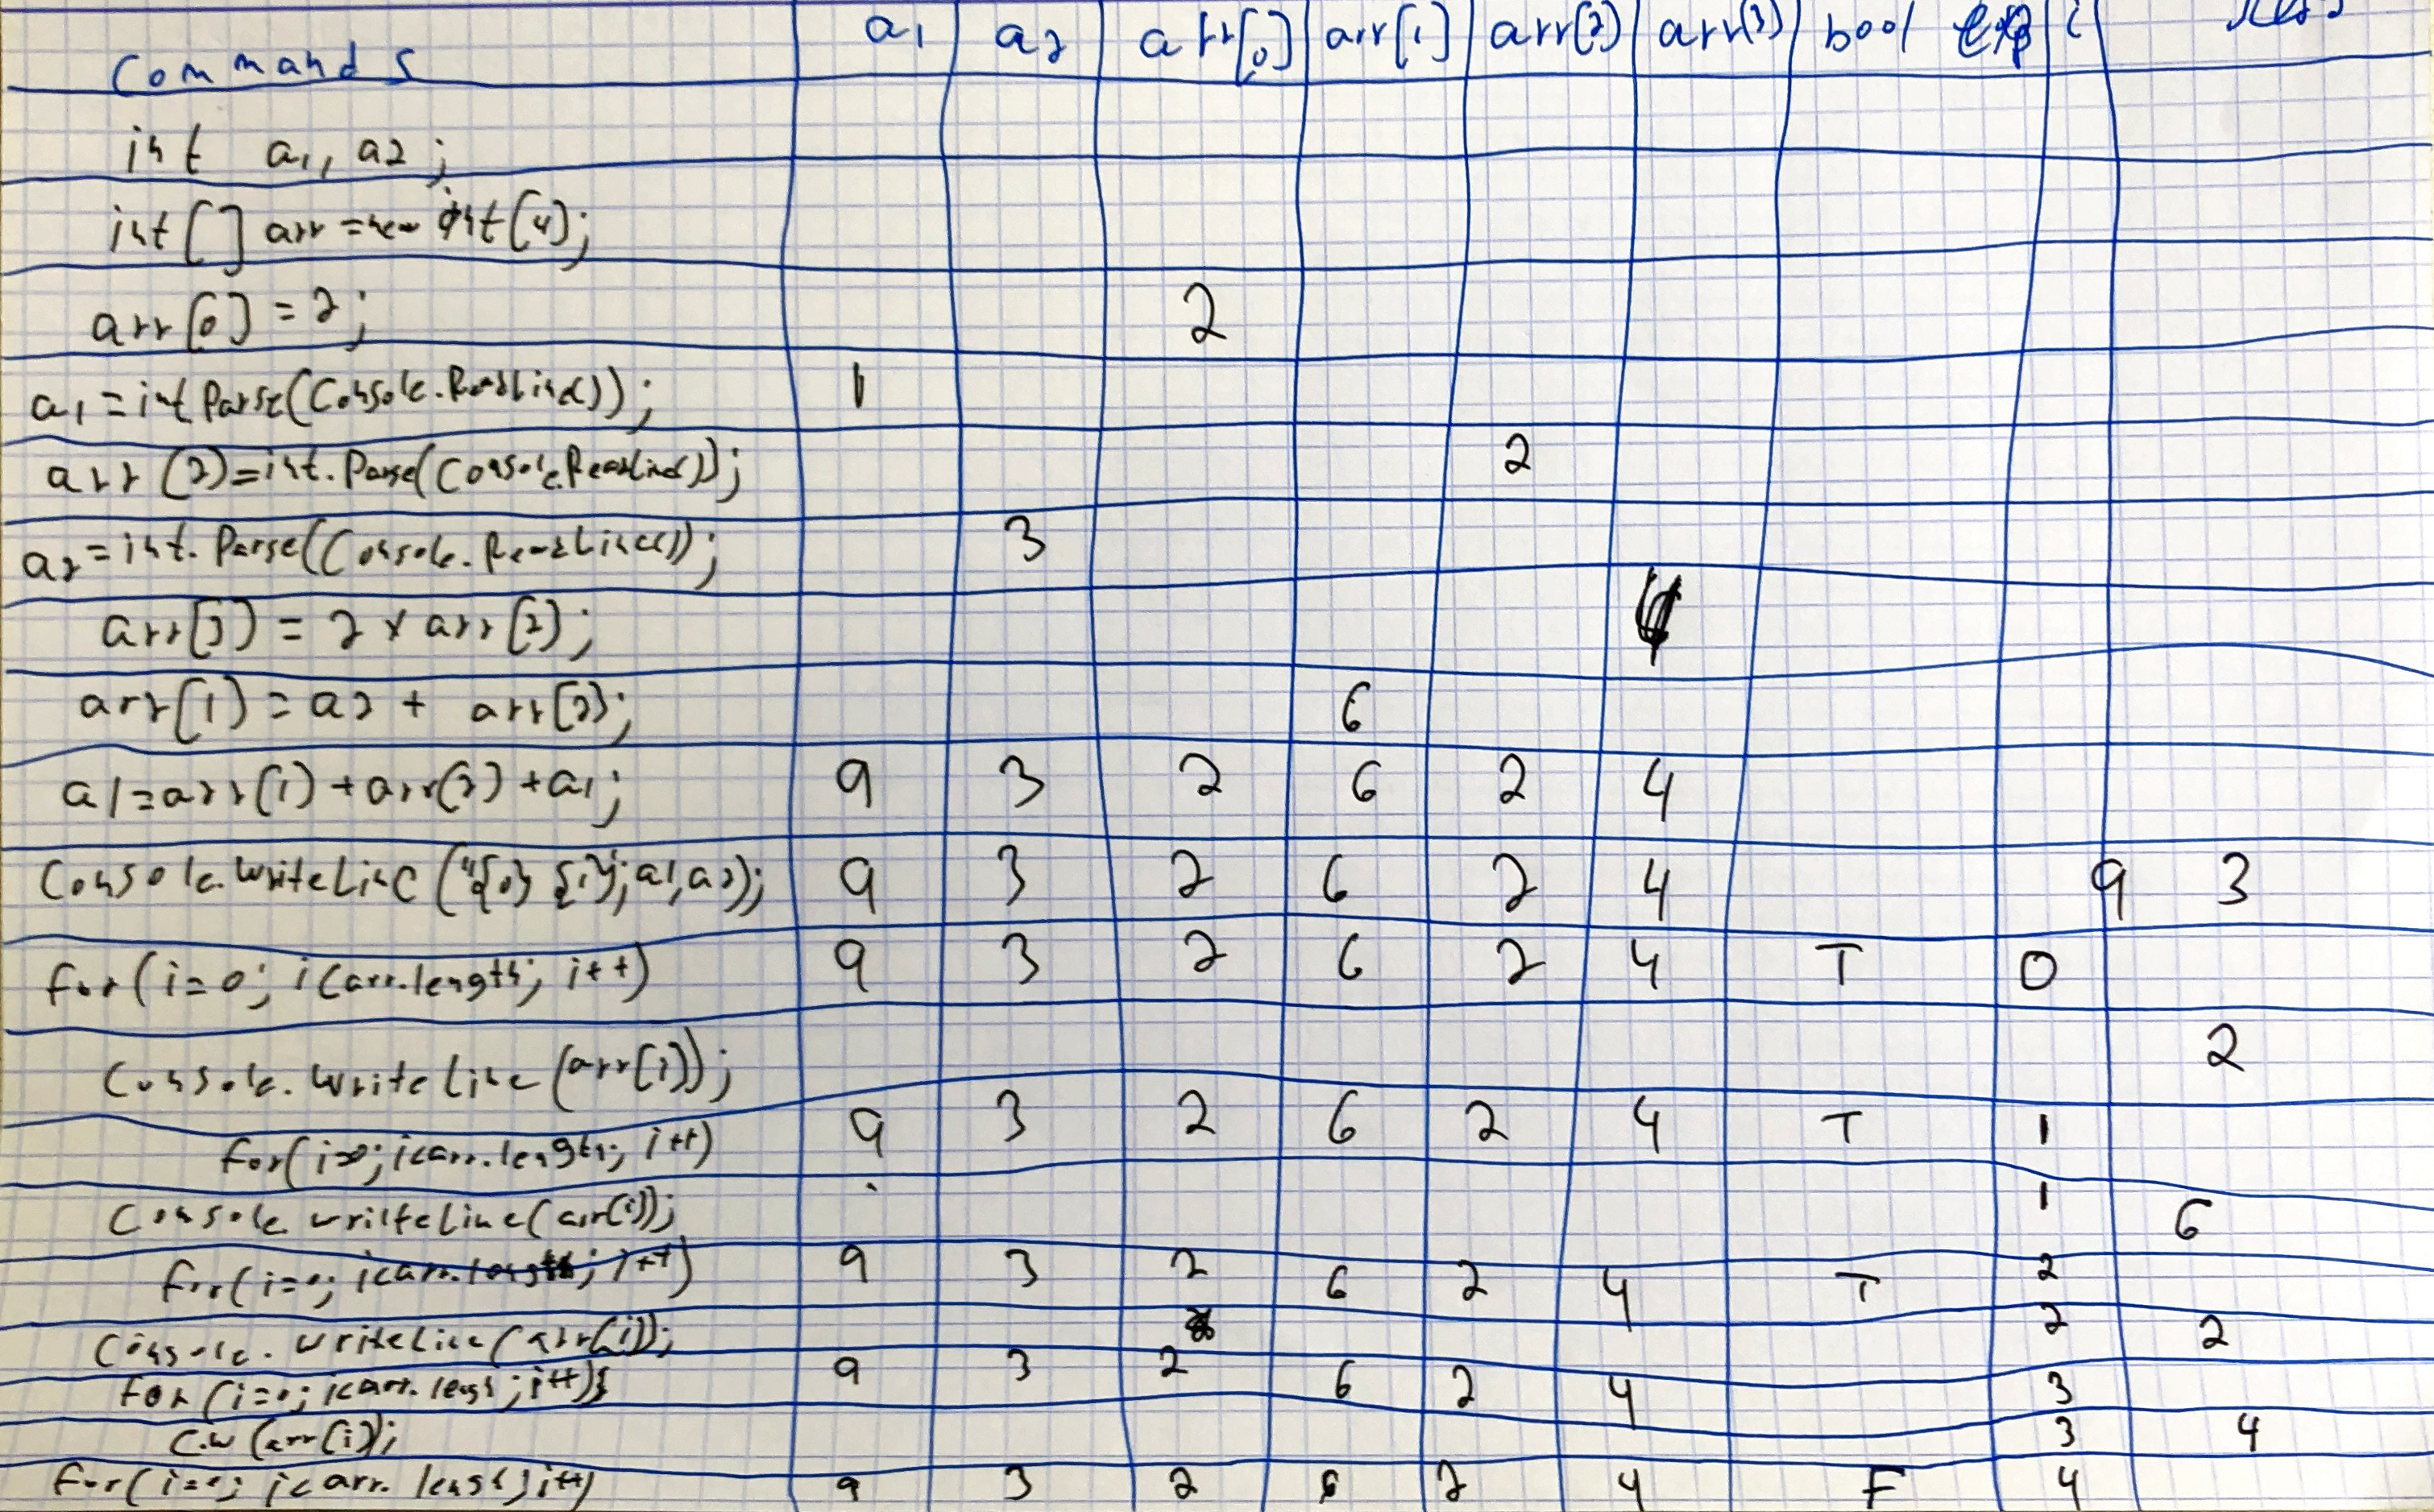 Commands a1 a2 arr[0] arr[1] arr[2] arr[3] bool exp i
int a1, a2;
int[] arr = new int[4];
arr[0] = 2; 2
a1 = int Parse(Console.ReadLine()); 1
arr[2] = int.Parse(Console.ReadLine()); 2
a2 = int.Parse(Console.ReadLine()); 3
arr[3] = 2 x arr[2];
arr[1] = a2 + arr[3]; 6
a1 = arr[1] + arr[2] + a1; 9 3 2 6 2 4
Console.WriteLine("{0} {1}", a1, a2); 9 3 2 6 2 4 9 3
for(i=0; i<arr.length; i++) 9 3 2 6 2 4 T 0
Console.WriteLine(arr[i]); 2
for(i=0; i<arr.length; i++) 9 3 2 6 2 4 T 1
Console writeline(arr[i]); 1 6
for(i=0; i<arr.length; i++) 9 3 2 6 2 4 T 2
Console.writeLine(arr[i]); 2 2
for(i=0; i<arr.lengt; i++){ 9 3 2 6 2 4 3
C.W(arr[i]); 3 4
for(i=0; i<arr.lengt; i++) 9 3 2 6 2 4 F 4